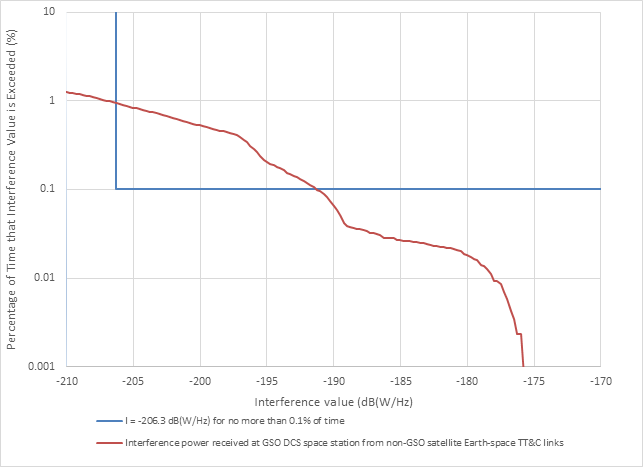 Percentage of Time that Interference Value is Exceeded (%)
10
1
0.1
0.01
0.001
-210 -205 -200 -195 -190 -185 -180 -175 -170
Interference value (dB(W/Hz)
I = -206.3 dB(W/Hz) for no more than 0.1% of time
Interference power received at GSO DCS space station from non-GSO satellite Earth-space TT&C links